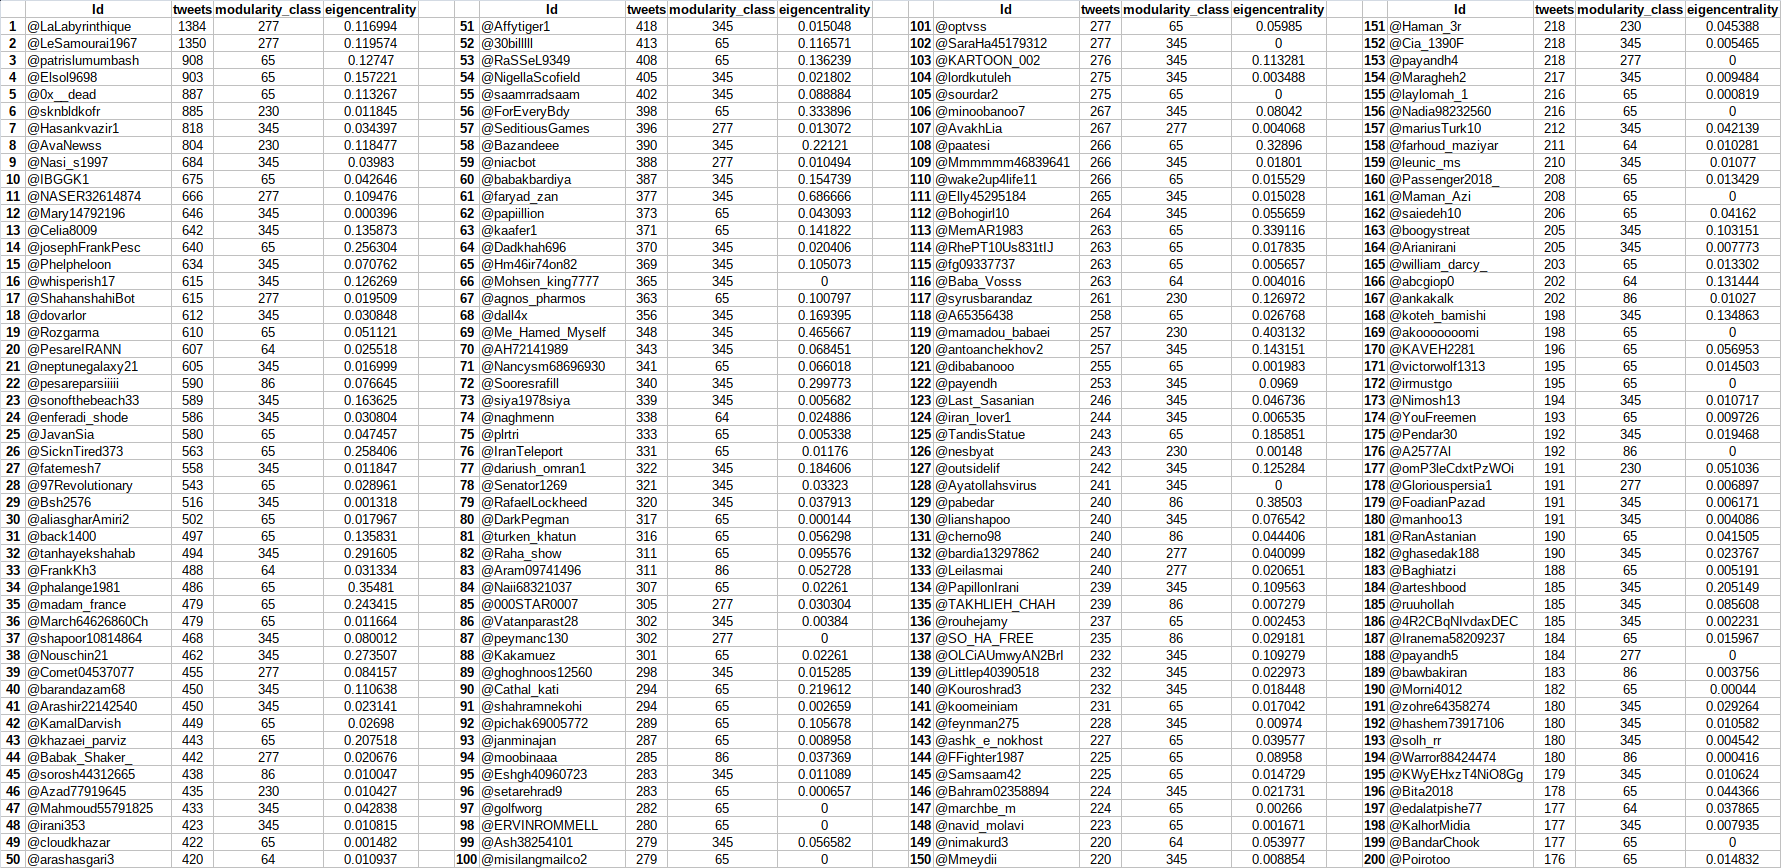 Id tweets modularity_class eigencentrality Id tweets modularity_class eigencentrality Id tweets modularity_class eigencentrality Id tweets modularity_class eigencentrality
1 @LaLabyrinthique 1384 277 0.116994 51 @Affytiger1 418 345 0.015048 101 @optvss 277 65 0.05985 151 @Haman_3r 218 230 0.045388
2 @LeSamourai1967 1350 277 0.119574 52 @30billlll 413 65 0.116571 102 @SaraHa45179312 277 345 0 152 @Cia_1390F 218 345 0.005465
3 @patrislumumbash 908 65 0.12747 53 @RaSSeL9349 408 65 0.136239 103 @KARTOON_002 276 345 0.113281 153 @payandh4 218 277 0
4 @Elsol9698 903 65 0.157221 54 @NigellaScofield 405 345 0.021802 104 @lordkutuleh 275 345 0.003488 154 @Maragheh2 217 345 0.009484
5 @0x__dead 887 65 0.113267 55 @saamrradsaam 402 345 0.088884 105 @sourdar2 275 65 0 155 @laylomah_1 216 65 0.000819
6 @sknbldkofr 885 230 0.011845 56 @ForEveryBdy 398 65 0.333896 106 @minoobanoo7 267 345 0.08042 156 @Nadia98232560 216 65 0
7 @Hasankvazir1 818 345 0.034397 57 @SeditiousGames 396 277 0.013072 107 @AvakhLia 267 277 0.004068 157 @mariusTurk10 212 345 0.042139
8 @AvaNewss 804 230 0.118477 58 @Bazandeee 390 345 0.22121 108 @paatesi 266 65 0.32896 158 @farhoud_maziyar 211 64 0.010281
9 @Nasi_s1997 684 345 0.03983 59 @niacbot 388 277 0.010494 109 @Mmmmmm46839641 266 345 0.01801 159 @leunic_ms 210 345 0.01077
10 @IBGGK1 675 65 0.042646 60 @babakbardiya 387 345 0.154739 110 @wake2up4life11 266 65 0.015529 160 @Passenger2018_ 208 65 0.013429
11 @NASER32614874 666 277 0.109476 61 @faryad_zan 377 345 0.686666 111 @Elly45295184 265 345 0.015028 161 @Maman_Azi 208 65 0
12 @Mary14792196 646 345 0.000396 62 @papiillion 373 65 0.043093 112 @Bohogirl10 264 345 0.055659 162 @saiedeh10 206 65 0.04162
13 @Celia8009 642 345 0.135873 63 @kaafer1 371 65 0.141822 113 @MemAR1983 263 65 0.339116 163 @boogystreat 205 345 0.103151
14 @josephFrankPesc 640 65 0.256304 64 @Dadkhah696 370 345 0.020406 114 @RhePT10Us831tIJ 263 65 0.017835 164 @Arianirani 205 345 0.007773
15 @Phelpheloon 634 345 0.070762 65 @Hm46ir74on82 369 345 0.105073 115 @fg09337737 263 65 0.005657 165 @william_darcy_ 203 65 0.013302
16 @whisperish17 615 345 0.126269 66 @Mohsen_king7777 365 345 0 116 @Baba_Vosss 263 64 0.004016 166 @abcgiop0 202 64 0.131444
17 @ShahanshahiBot 615 277 0.019509 67 @agnos_pharmos 363 65 0.100797 117 @syrusbarandaz 261 230 0.126972 167 @ankakalk 202 86 0.01027
18 @dovarlor 612 345 0.030848 68 @dall4x 356 345 0.169395 118 @A65356438 258 65 0.026768 168 @koteh_bamishi 198 345 0.134863
19 @Rozgarma 610 65 0.051121 69 @Me_Hamed_Myself 348 345 0.465667 119 @mamadou_babaei 257 230 0.403132 169 @akooooooomi 198 65 0
20 @PesareIRANN 607 64 0.025518 70 @AH72141989 343 345 0.068451 120 @antoanchekhov2 257 345 0.143151 170 @KAVEH2281 196 65 0.056953
21 @neptunegalaxy21 605 345 0.016999 71 @Nancysm68696930 341 65 0.066018 121 @dibabanooo 255 65 0.001983 171 @victorwolf1313 195 65 0.014503
22 @pesareparsiiiii 590 86 0.076645 72 @Sooresrafill 340 345 0.299773 122 @payendh 253 345 0.0969 172 @irmustgo 195 65 0
23 @sonofthebeach33 589 345 0.163625 73 @siya1978siya 339 345 0.005682 123 @Last_Sasanian 246 345 0.046736 173 @Nimosh13 194 345 0.010717
24 @enferadi_shode 586 345 0.030804 74 @naghmenn 338 64 0.024886 124 @iran_lover1 244 345 0.006535 174 @YouFreemen 193 65 0.009726
25 @JavanSia 580 65 0.047457 75 @plrtri 333 65 0.005338 125 @TandisStatue 243 65 0.185851 175 @Pendar30 192 345 0.019468
26 @SicknTired373 563 65 0.258406 76 @IranTeleport 331 65 0.01176 126 @nesbyat 243 230 0.00148 176 @A2577Al 192 86 0
27 @fatemesh7 558 345 0.011847 77 @dariush_omran1 322 345 0.184606 127 @outsidelif 242 345 0.125284 177 @omP3leCdxtPzWOi 191 230 0.051036
28 @97Revolutionary 543 65 0.028961 78 @Senator1269 321 345 0.03323 128 @Ayatollahsvirus 241 345 0 178 @Gloriouspersia1 191 277 0.006897
29 @Bsh2576 516 345 0.001318 79 @RafaelLockheed 320 345 0.037913 129 @pabedar 240 86 0.38503 179 @FoadianPazad 191 345 0.006171
30 @aliasgharAmiri2 502 65 0.017967 80 @DarkPegman 317 65 0.000144 130 @lianshapoo 240 345 0.076542 180 @manhoo13 191 345 0.004086
31 @back1400 497 65 0.135831 81 @turken_khatun 316 65 0.056298 131 @cherno98 240 86 0.044406 181 @RanAstanian 190 65 0.041505
32 @tanhayekshahab 494 345 0.291605 82 @Raha_show 311 65 0.095576 132 @bardia13297862 240 277 0.040099 182 @ghasedak188 190 345 0.023767
33 @FrankKh3 488 64 0.031334 83 @Aram09741496 311 86 0.052728 133 @Leilasmai 240 277 0.020651 183 @Baghiatzi 188 65 0.005191
34 @phalange1981 486 65 0.35481 84 @Naii68321037 307 65 0.02261 134 @PapillonIrani 239 345 0.109563 184 @arteshbood 185 345 0.205149
35 @madam_france 479 65 0.243415 85 @000STAR0007 305 277 0.030304 135 @TAKHLIEH_CHAH 239 86 0.007279 185 @ruuhollah 185 345 0.085608
36 @March64626860Ch 479 65 0.011664 86 @Vatanparast28 302 345 0.00384 136 @rouhejamy 237 65 0.002453 186 @4R2CBqNIvdaxDEC 185 345 0.002231
37 @shapoor10814864 468 345 0.080012 87 @peymanc130 302 277 0 137 @SO_HA_FREE 235 86 0.029181 187 @Iranema58209237 184 65 0.015967
38 @Nouschin21 462 345 0.273507 88 @Kakamuez 301 65 0.02261 138 @OLCiAUmwyAN2BrI 232 345 0.109279 188 @payandh5 184 277 0
39 @Comet04537077 455 277 0.084157 89 @ghoghnoos12560 298 345 0.015285 139 @Littlep40390518 232 345 0.022973 189 @bawbakiran 183 86 0.003756
40 @barandazam68 450 345 0.110638 90 @Cathal_kati 294 65 0.219612 140 @Kouroshrad3 232 345 0.018448 190 @Morni4012 182 65 0.00044
41 @Arashir22142540 450 345 0.023141 91 @shahramnekohi 294 65 0.002659 141 @koomeiniam 231 65 0.017042 191 @zohre64358274 180 345 0.029264
42 @KamalDarvish 449 65 0.02698 92 @pichak69005772 289 65 0.105678 142 @feynman275 228 345 0.00974 192 @hashem73917106 180 345 0.010582
43 @khazaei_parviz 443 65 0.207518 93 @janminajan 287 65 0.008958 143 @ashk_e_nokhost 227 65 0.039577 193 @solh_rr 180 345 0.004542
44 @Babak_Shaker_ 442 277 0.020676 94 @moobinaaa 285 86 0.037369 144 @FFighter1987 225 65 0.08958 194 @Warror88424474 180 86 0.000416
45 @sorosh44312665 438 86 0.010047 95 @Eshgh40960723 283 345 0.011089 145 @Samsaam42 225 65 0.014729 195 @KWyEHxzT4NiO8Gg 179 345 0.010624
46 @Azad77919645 435 230 0.010427 96 @setarehrad9 283 65 0.000657 146 @Bahram02358894 224 345 0.021731 196 @Bita2018 178 65 0.044366
47 @Mahmoud55791825 433 345 0.042838 97 @golfworg 282 65 0 147 @marchbe_m 224 65 0.00266 197 @edalatpishe77 177 64 0.037865
48 @irani353 423 345 0.010815 98 @ERVINROMMELL 280 65 0 148 @navid_molavi 223 65 0.001671 198 @KalhorMidia 177 345 0.007935
49 @cloudkhazar 422 65 0.001482 99 @Ash38254101 279 345 0.056582 149 @nimakurd3 220 64 0.053977 199 @BandarChook 177 65 0
50 @arashasgari3 420 64 0.010937 100 @misilangmailco2 279 65 0 150 @Mmeydii 220 345 0.008854 200 @Poirotoo 176 65 0.014832